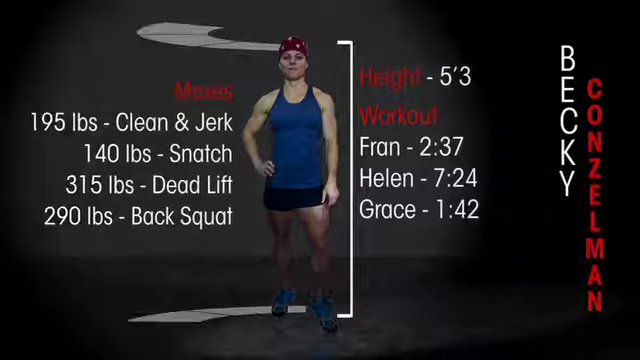 Maxes
195 lbs - Clean & Jerk
140 lbs - Snatch
315 lbs - Dead Lift
290 lbs - Back Squat
Height - 5'3
Workout
Fran - 2:37
Helen - 7:24
Grace - 1:42
BECKY
CONZELMAN